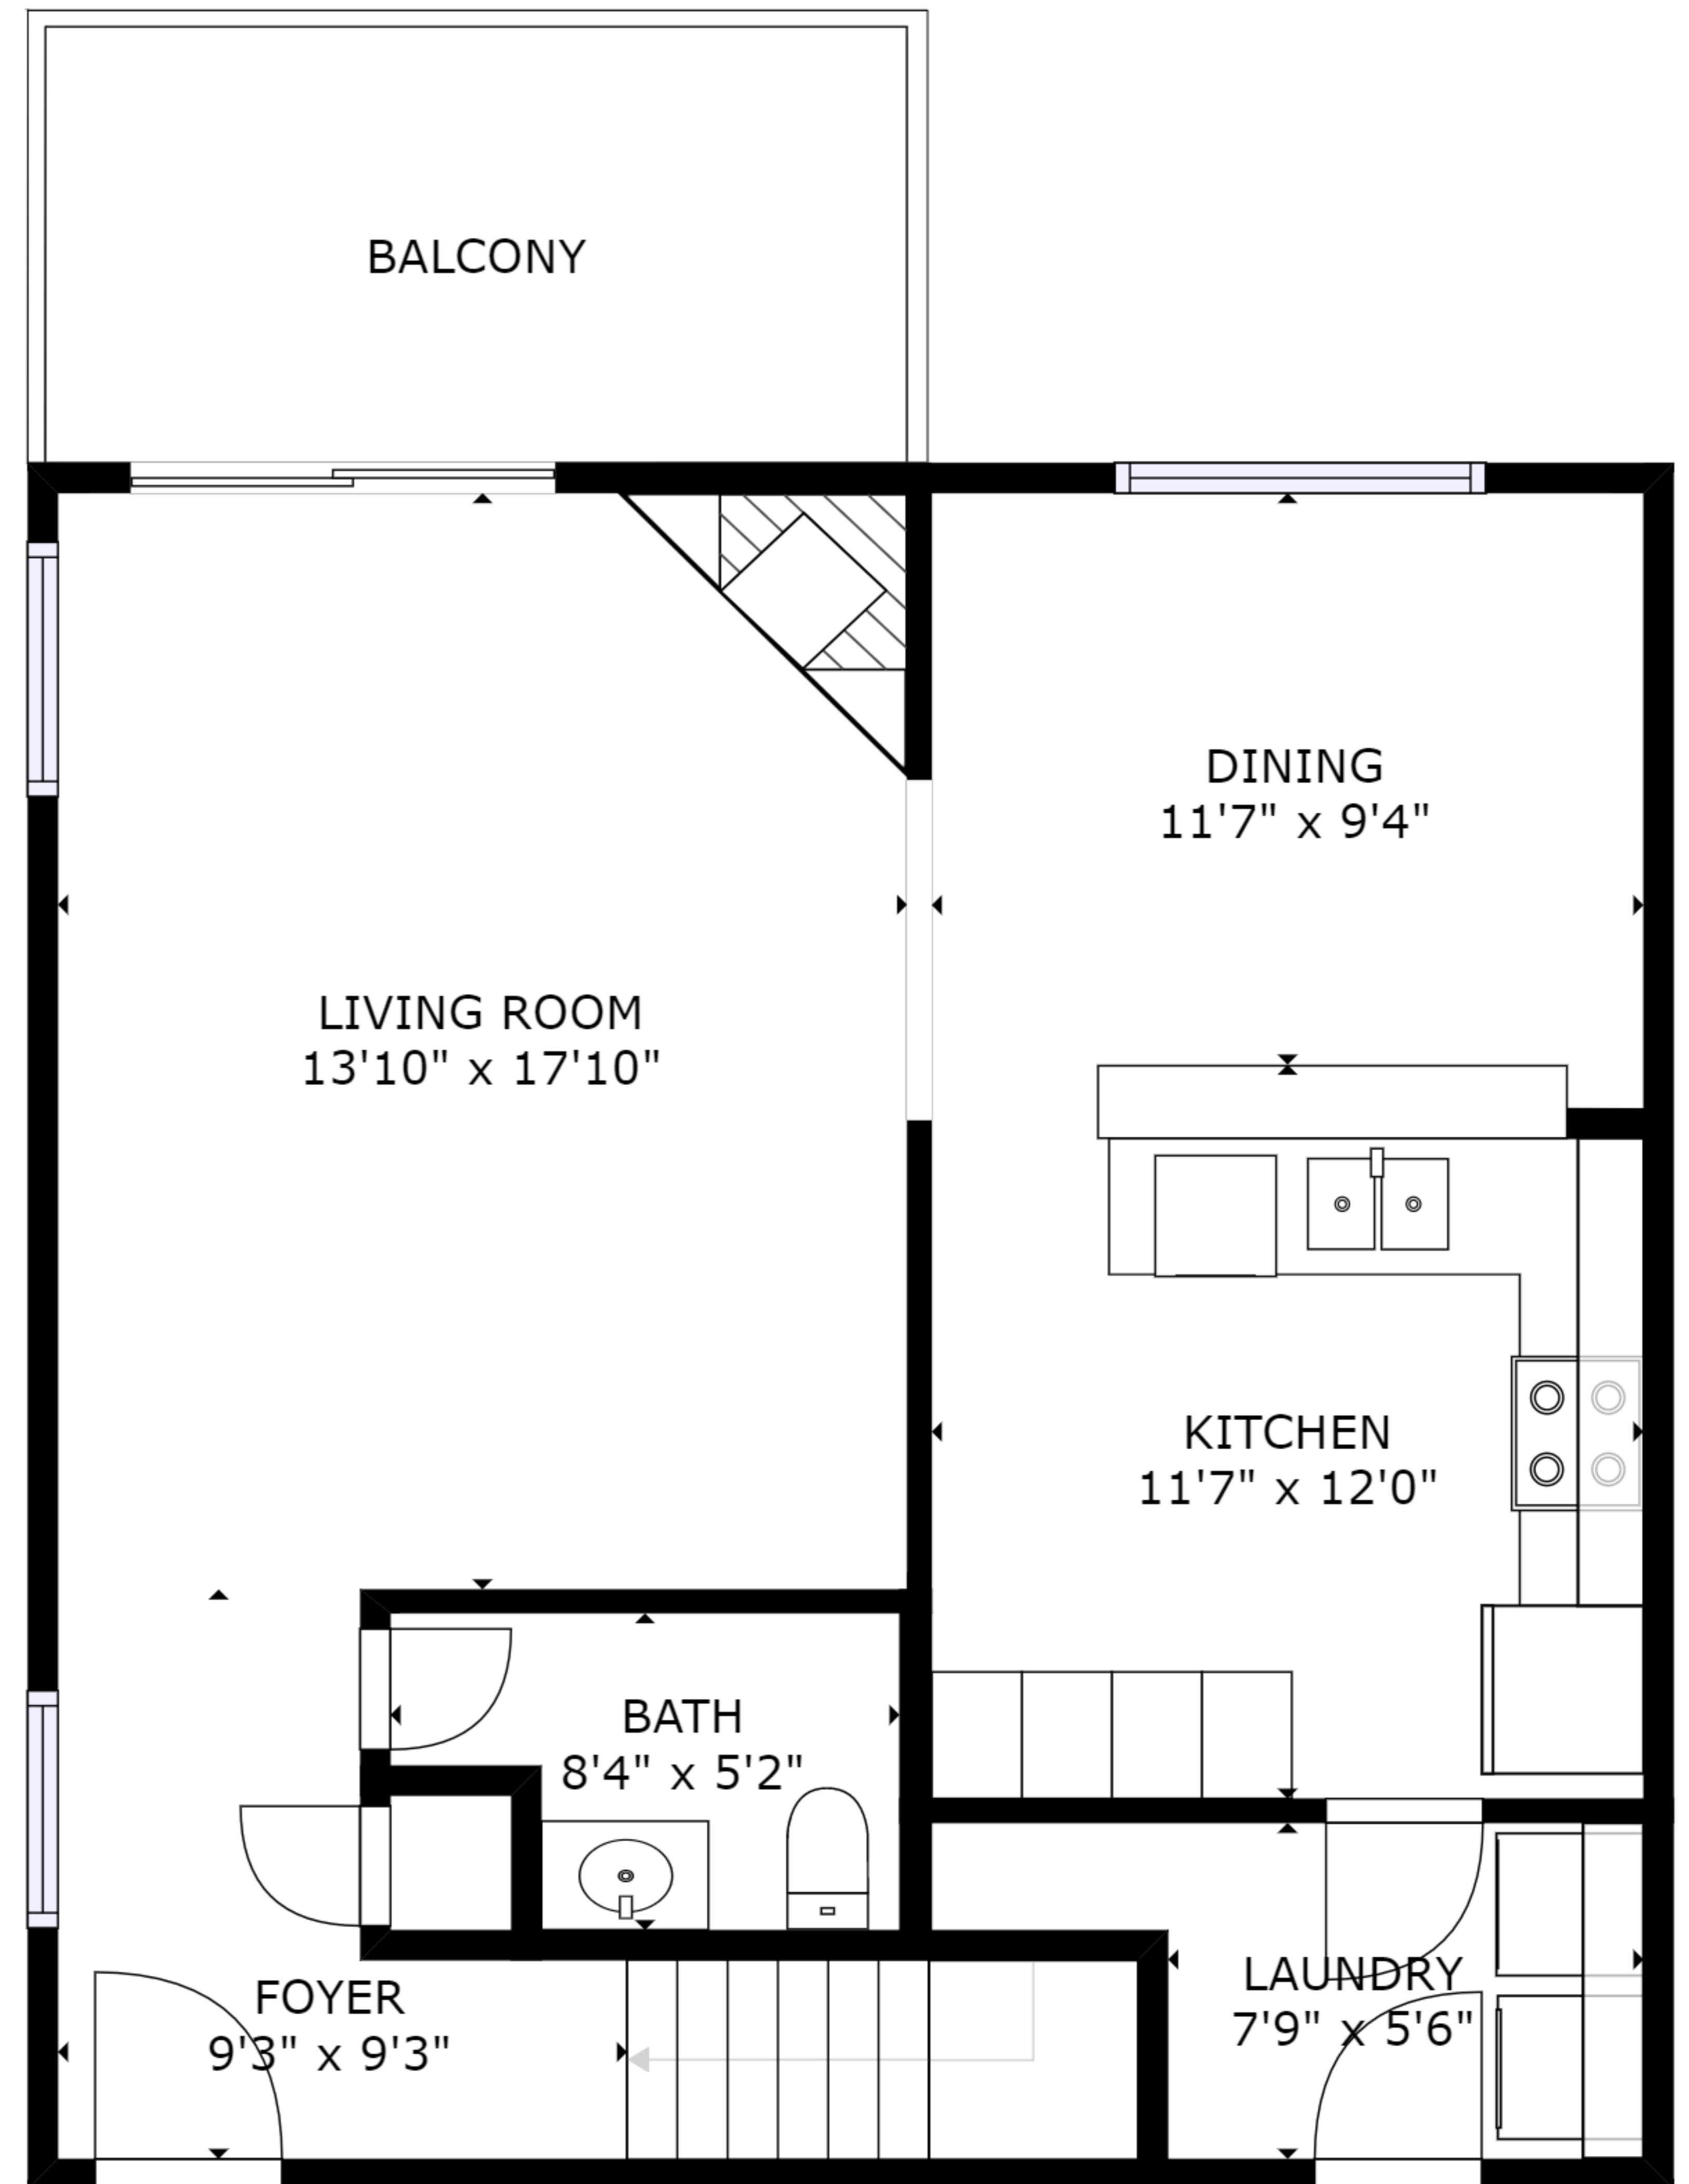 BALCONY
DINING
11'7" x 9'4"
LIVING ROOM
13'10" x 17'10"
KITCHEN
11'7" x 12'0"
BATH
8'4" x 5'2"
FOYER
9'3" x 9'3"
LAUNDRY
7'9" x 5'6"